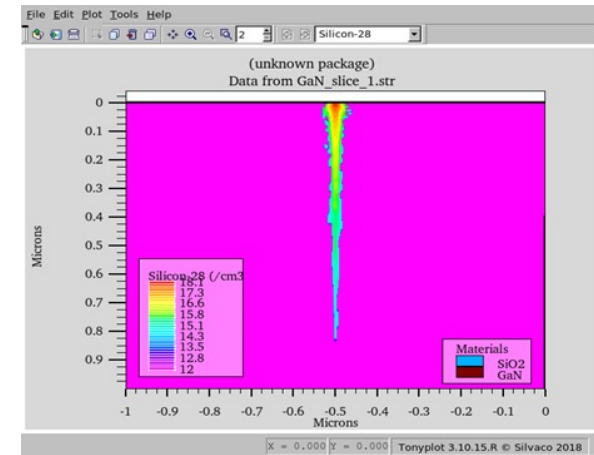 File Edit Plot Tools Help
2 Silicon-28
(unknown package)
Data from GaN_slice_1.str
0
0.1
0.2
0.3
0.4
0.5
0.6
0.7
0.8
0.9
Microns
Silicon-28 (/cm3
18.1
17.3
16.6
15.8
15.1
14.3
13.5
12.8
12
Materials
SiO2
GaN
-1 -0.9 -0.8 -0.7 -0.6 -0.5 -0.4 -0.3 -0.2 -0.1 0
Microns
X = 0.000 Y = 0.000 Tonyplot 3.10.15.R © Silvaco 2018